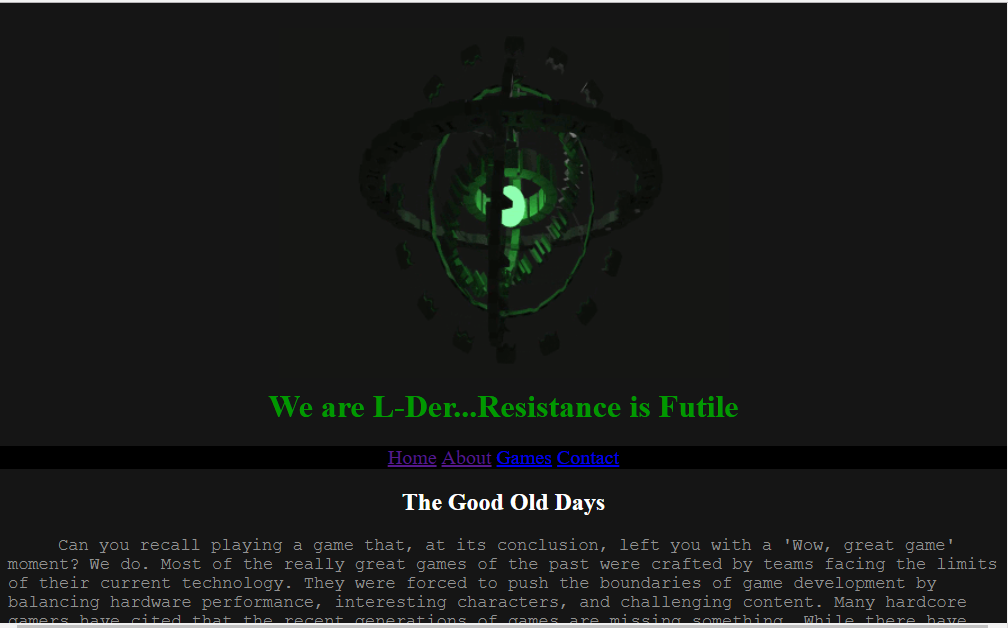 We are L-Der...Resistance is Futile
Home About Games Contact
The Good Old Days
Can you recall playing a game that, at its conclusion, left you with a 'Wow, great game'
moment? We do. Most of the really great games of the past were crafted by teams facing the limits
of their current technology. They were forced to push the boundaries of game development by
balancing hardware performance, interesting characters, and challenging content. Many hardcore
gamers have cited that the recent generations of games are missing something. While there have